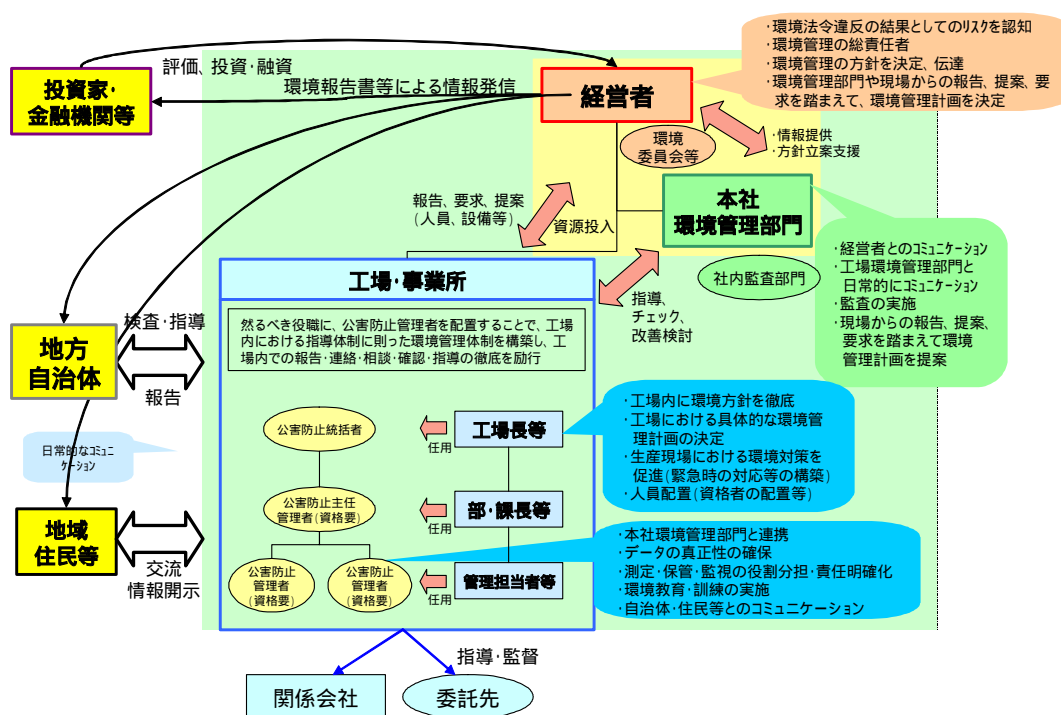 ・環境法令違反の結果としてのリスクを認知
・環境管理の総責任者
・環境管理の方針を決定、伝達
・環境管理部門や現場からの報告、提案、要
求を踏まえて、環境管理計画を決定
評価、投資・融資
投資家・
金融機関等
環境報告書等による情報発信
経営者
環境
委員会等
・情報提供
・方針立案支援
報告、要求、提案
(人員、設備等)
資源投入
本社
環境管理部門
・経営者とのコミュニケーション
・工場環境管理部門と
日常的にコミュニケーション
・監査の実施
・現場からの報告、提案、
要求を踏まえて環境
管理計画を提案
社内監査部門
指導、
チェック、
改善検討
工場・事業所
然るべき役職に、公害防止管理者を配置することで、工場
内における指導体制に則った環境管理体制を構築し、工
場内での報告・連絡・相談・確認・指導の徹底を励行
検査・指導
地方
自治体
報告
・工場内に環境方針を徹底
・工場における具体的な環境管
理計画の決定
・生産現場における環境対策を
促進(緊急時の対応等の構築)
・人員配置(資格者の配置等)
公害防止統括者
任用
工場長等
日常的なコミュニ
ケーション
公害防止主任
管理者(資格要)
任用
部・課長等
地域
住民等
交流
情報開示
・本社環境管理部門と連携
・データの真正性の確保
・測定・保管・監視の役割分担・責任明確化
・環境教育・訓練の実施
・自治体・住民等とのコミュニケーション
公害防止
管理者
(資格要)
公害防止
管理者
(資格要)
任用
管理担当者等
指導・監督
関係会社
委託先